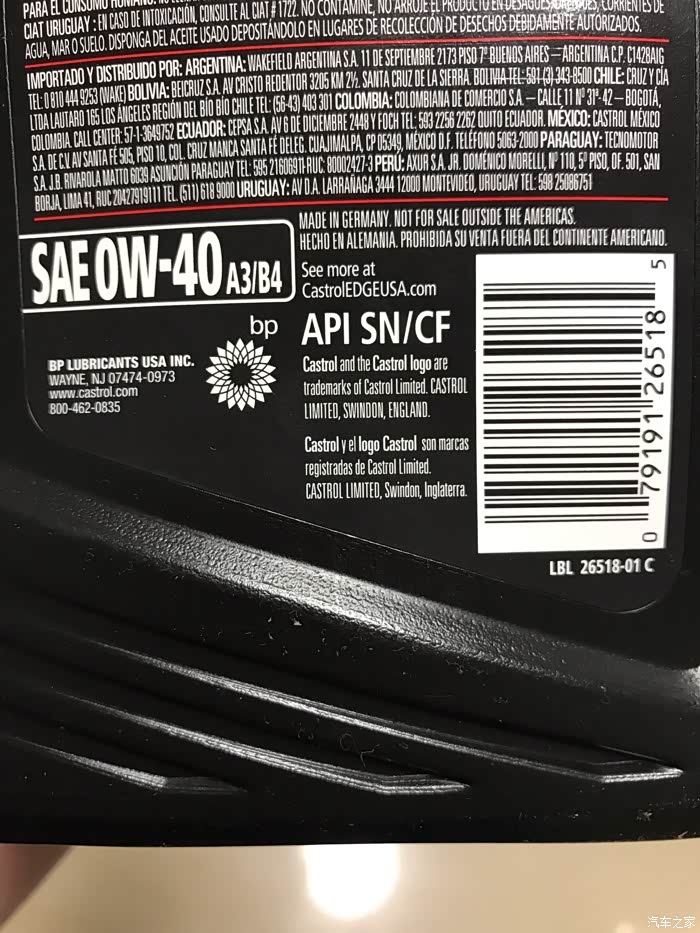 PARA EL CONSUMO HUMANO.
CIAT URUGUAY : EN CASO DE INTOXICACIÓN, CONSULTE AL CIAT # 1722. NO CONTAMINE, NO ARROJE EL PRODUCTO EN DESAGÜES CORRIENTES DE
AGUA, MAR O SUELO. DISPONGA DEL ACEITE USADO DEPOSITÁNDOLO EN LUGARES DE RECOLECCIÓN DE DESECHOS DEBIDAMENTE AUTORIZADOS.
IMPORTADO Y DISTRIBUIDO POR: ARGENTINA: WAKEFIELD ARGENTINA S.A. 11 DE SEPTIEMBRE 2173 PISO 7º BUENOS AIRES — ARGENTINA C.P. C1428AIG
TEL: 0 810 444 9253 (WAKE) BOLIVIA: BEICRUZ S.A. AV CRISTO REDENTOR 3205 KM 2½. SANTA CRUZ DE LA SIERRA. BOLIVIA TEL: 591 (3) 343-8500 CHILE: CRUZ Y CÍA
LTDA LAUTARO 165 LOS ÁNGELES REGIÓN DEL BÍO BÍO CHILE TEL: (56-43) 403 301 COLOMBIA: COLOMBIANA DE COMERCIO S.A. — CALLE 11 Nº 31ª- 42 — BOGOTÁ,
COLOMBIA. CALL CENTER: 57-1-3649752 ECUADOR: CEPSA S.A. AV 6 DE DICIEMBRE 2448 Y FOCH TEL: 593 2256 2262 QUITO ECUADOR. MÉXICO: CASTROL MÉXICO
S.A. DE C.V. AV SANTA FÉ 505, PISO 10, COL. CRUZ MANCA SANTA FÉ DELEG. CUAJIMALPA, CP 05349, MÉXICO D.F. TELÉFONO 5063-2000 PARAGUAY: TECNOMOTOR
S.A. J.B. RIVAROLA MATTO 6039 ASUNCIÓN PARAGUAY TEL: 595 21606911- RUC: 80002427-3 PERÚ: AXUR S.A. JR. DOMÉNICO MORELLI, Nº 110, 5º PISO, OF. 501, SAN
BORJA, LIMA 41, RUC 20427919111 TEL. (511) 618 9000 URUGUAY: AV D.A. LARRAÑAGA 3444 12000 MONTEVIDEO, URUGUAY TEL: 598 25086751
MADE IN GERMANY. NOT FOR SALE OUTSIDE THE AMERICAS.
HECHO EN ALEMANIA. PROHIBIDA SU VENTA FUERA DEL CONTINENTE AMERICANO.
SAE 0W-40 A3/B4
See more at
CastrolEDGEUSA.com
bp
API SN/CF
BP LUBRICANTS USA INC.
WAYNE, NJ 07474-0973
www.castrol.com
800-462-0835
Castrol and the Castrol logo are
trademarks of Castrol Limited. CASTROL
LIMITED, SWINDON, ENGLAND.
Castrol y el logo Castrol son marcas
registradas de Castrol Limited.
CASTROL LIMITED, Swindon, Inglaterra.
0 79191 26518 5
LBL 26518-01 C
汽车之家